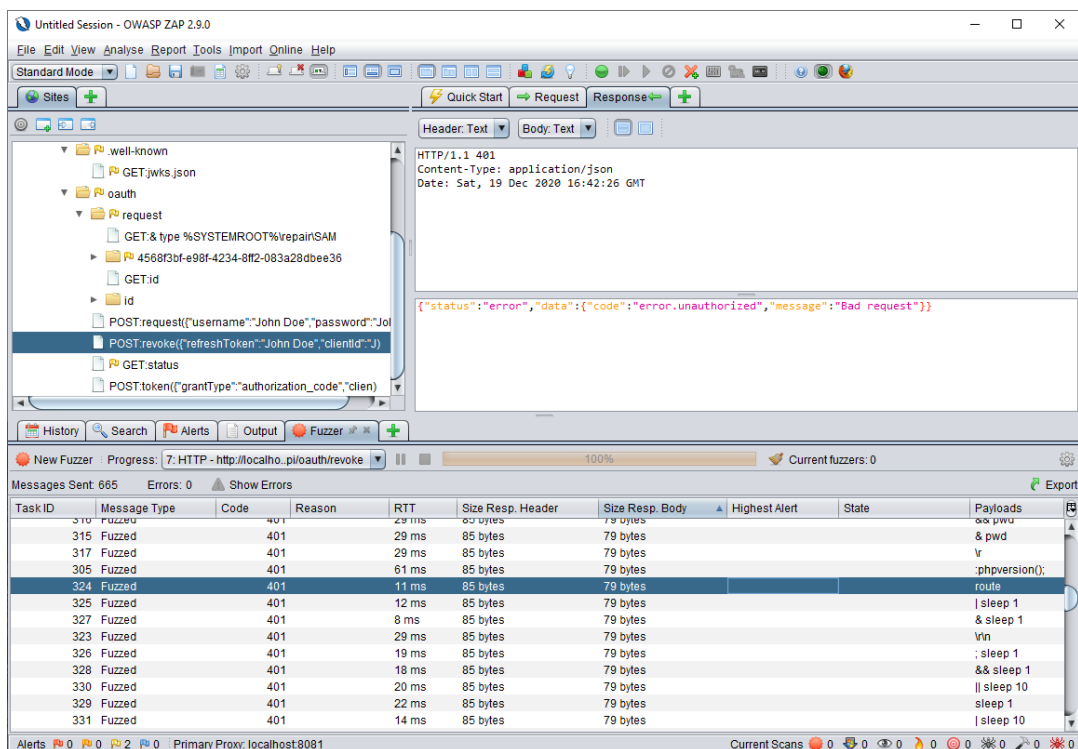 Untitled Session - OWASP ZAP 2.9.0
File Edit View Analyse Report Tools Import Online Help
Standard Mode
Sites
Quick Start Request Response
Header: Text Body: Text
.well-known
GET:jwks.json
oauth
request
GET:& type %SYSTEMROOT%\repair\SAM
4568f3bf-e98f-4234-8ff2-083a28dbee36
GET:id
id
POST:request({"username":"John Doe","password":"Jo
POST:revoke({"refreshToken":"John Doe","clientId":"J)
GET:status
POST:token({"grantType":"authorization_code","clien)
HTTP/1.1 401
Content-Type: application/json
Date: Sat, 19 Dec 2020 16:42:26 GMT
{"status":"error","data":{"code":"error.unauthorized","message":"Bad request"}}
History Search Alerts Output Fuzzer
New Fuzzer Progress: 7: HTTP - http://localho..pi/oauth/revoke 100% Current fuzzers: 0
Messages Sent: 665 Errors: 0 Show Errors Export
Task ID Message Type Code Reason RTT Size Resp. Header Size Resp. Body Highest Alert State Payloads
316 Fuzzed 401 29 ms 85 bytes 79 bytes && pwd
315 Fuzzed 401 29 ms 85 bytes 79 bytes & pwd
317 Fuzzed 401 29 ms 85 bytes 79 bytes \r
305 Fuzzed 401 61 ms 85 bytes 79 bytes :phpversion();
324 Fuzzed 401 11 ms 85 bytes 79 bytes route
325 Fuzzed 401 12 ms 85 bytes 79 bytes | sleep 1
327 Fuzzed 401 8 ms 85 bytes 79 bytes & sleep 1
323 Fuzzed 401 29 ms 85 bytes 79 bytes \r\n
326 Fuzzed 401 19 ms 85 bytes 79 bytes ; sleep 1
328 Fuzzed 401 18 ms 85 bytes 79 bytes && sleep 1
330 Fuzzed 401 20 ms 85 bytes 79 bytes || sleep 10
329 Fuzzed 401 22 ms 85 bytes 79 bytes sleep 1
331 Fuzzed 401 14 ms 85 bytes 79 bytes | sleep 10
Alerts 0 0 2 0 Primary Proxy: localhost:8081 Current Scans 0 0 0 0 0 0 0 0